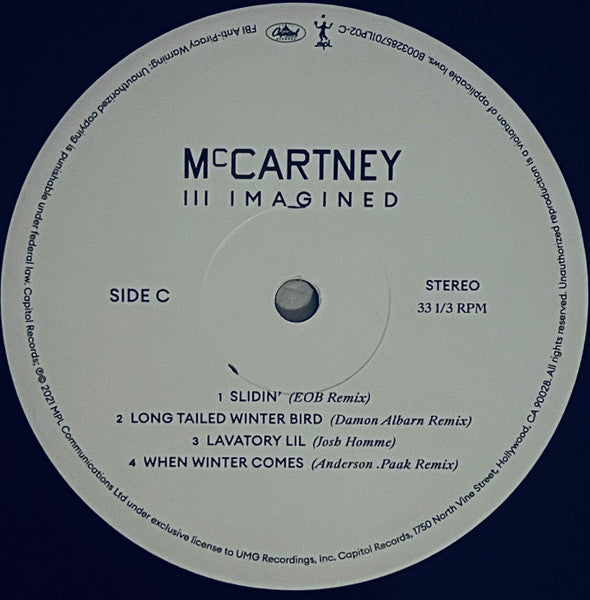 McCARTNEY
III IMAGINED
SIDE C
STEREO
33 1/3 RPM
1 SLIDIN' (EOB Remix)
2 LONG TAILED WINTER BIRD (Damon Albarn Remix)
3 LAVATORY LIL (Josh Homme)
4 WHEN WINTER COMES (Anderson .Paak Remix)
FBI Anti-Piracy Warning: Unauthorized copying is punishable under federal law. Capitol Records; ℗© 2021 MPL Communications Ltd under exclusive license to UMG Recordings, Inc. Capitol Records, 1750 North Vine Street, Hollywood, CA 90028. All rights reserved. Unauthorized reproduction is a violation of applicable laws. B003285701LP02-C
Capitol